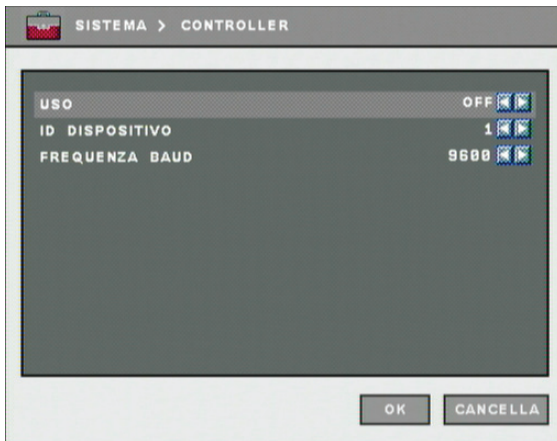 SISTEMA > CONTROLLER
USO OFF
ID DISPOSITIVO 1
FREQUENZA BAUD 9600
OK CANCELLA